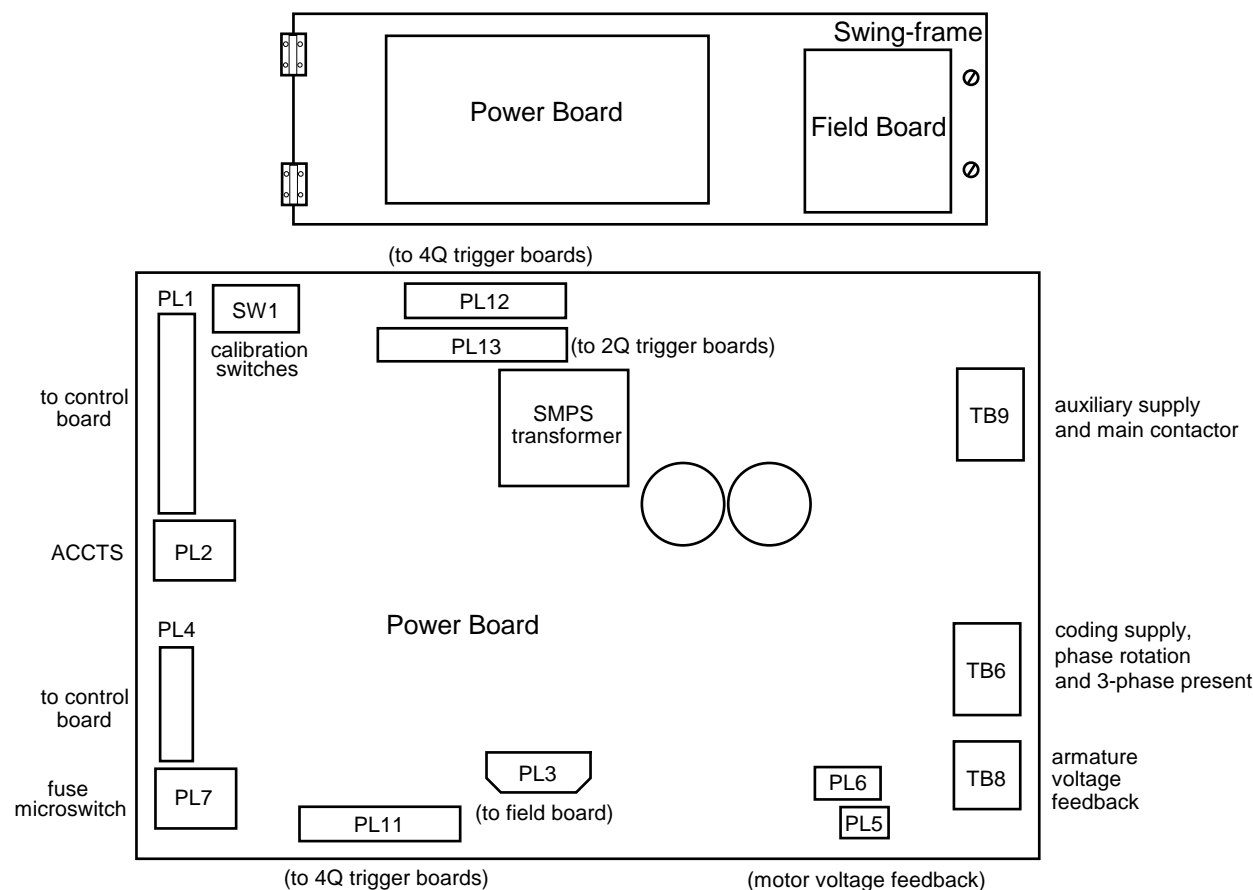 Swing-frame
Power Board
Field Board
(to 4Q trigger boards)
PL1
SW1
PL12
calibration
switches
PL13
(to 2Q trigger boards)
to control
board
SMPS
transformer
TB9
auxiliary supply
and main contactor
ACCTS
PL2
Power Board
PL4
TB6
coding supply,
phase rotation
and 3-phase present
to control
board
fuse
microswitch
PL7
PL3
(to field board)
PL11
PL6
PL5
TB8
armature
voltage
feedback
(to 4Q trigger boards)
(motor voltage feedback)